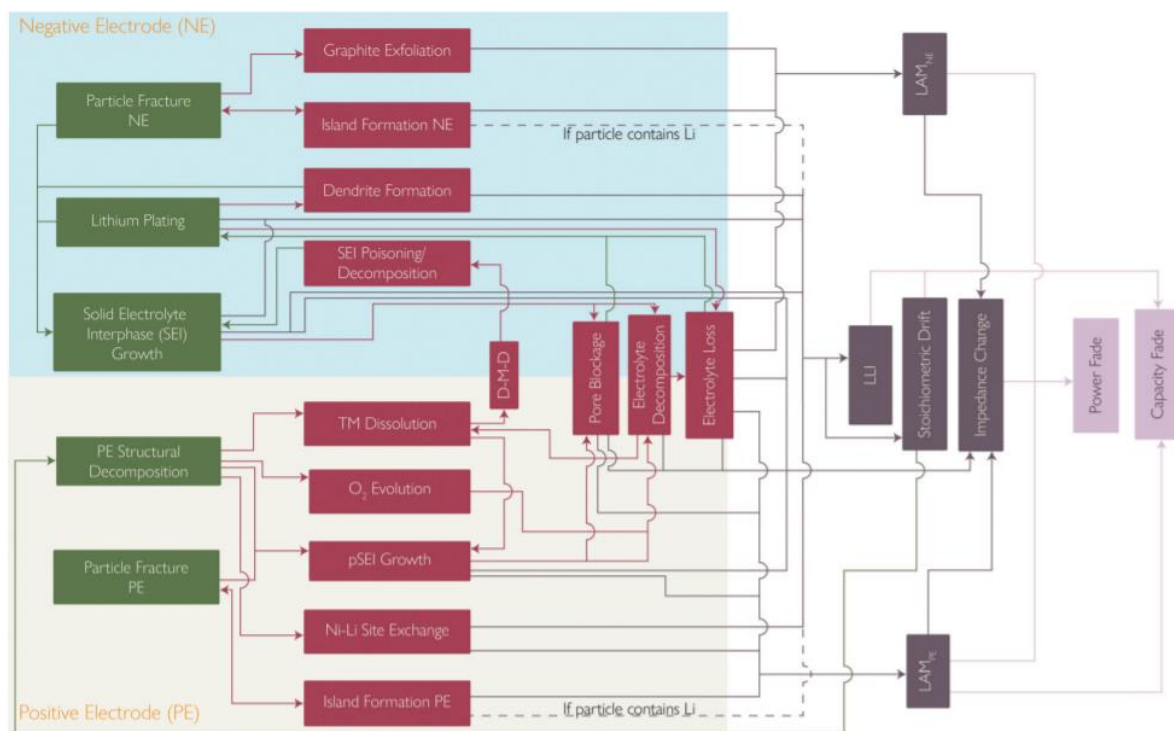 Negative Electrode (NE)
Graphite Exfoliation
Particle Fracture
NE
Island Formation NE
If particle contains Li
LAM_NE
Dendrite Formation
Lithium Plating
SEI Poisoning/
Decomposition
Solid Electrolyte
Interphase (SEI)
Growth
D-M-D
Pore Blockage
Electrolyte
Decomposition
Electrolyte Loss
LLI
Stoichiometric Drift
Impedance Change
Power Fade
Capacity Fade
TM Dissolution
PE Structural
Decomposition
O₂ Evolution
pSEI Growth
Particle Fracture
PE
Ni-Li Site Exchange
LAM_PE
Island Formation PE
If particle contains Li
Positive Electrode (PE)